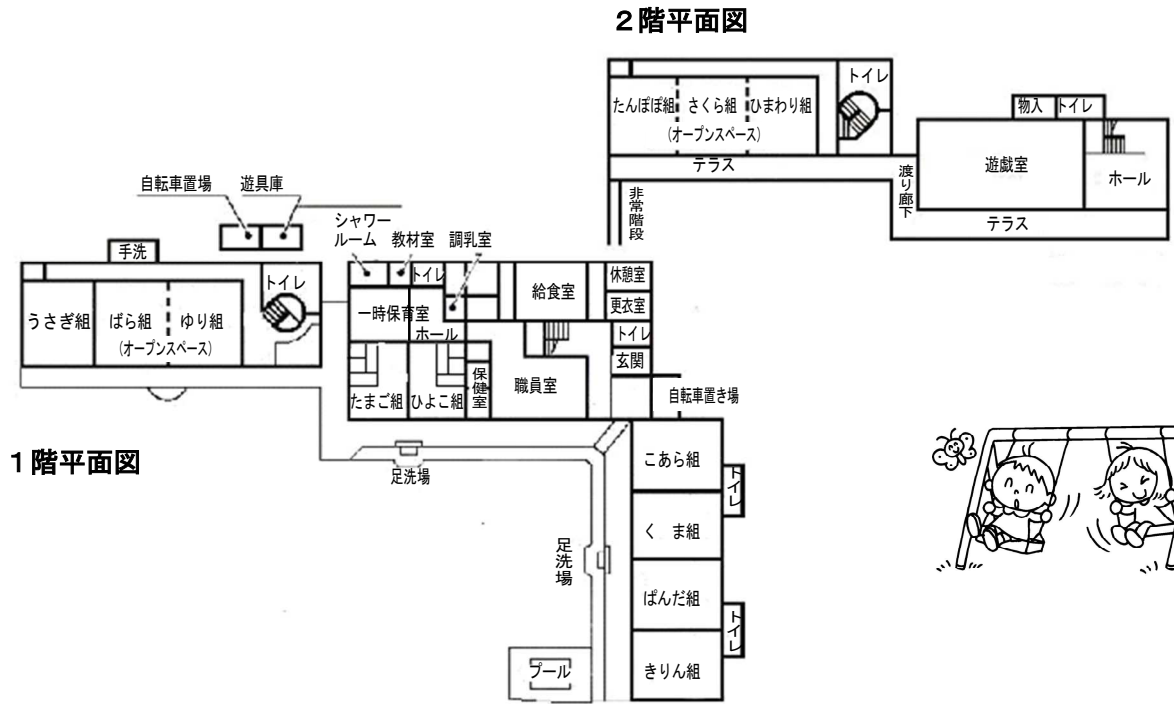 2階平面図
トイレ
たんぽぽ組
さくら組
ひまわり組
(オープンスペース)
テラス
非常階段
渡り廊下
物入
トイレ
遊戯室
ホール
テラス
自転車置場
遊具庫
手洗
トイレ
うさぎ組
ばら組
ゆり組
(オープンスペース)
シャワー
ルーム
教材室
調乳室
トイレ
給食室
休憩室
更衣室
一時保育室
ホール
トイレ
玄関
保健室
職員室
たまご組
ひよこ組
自転車置き場
1階平面図
足洗場
こあら組
トイレ
くま組
足洗場
ぱんだ組
トイレ
きりん組
プール